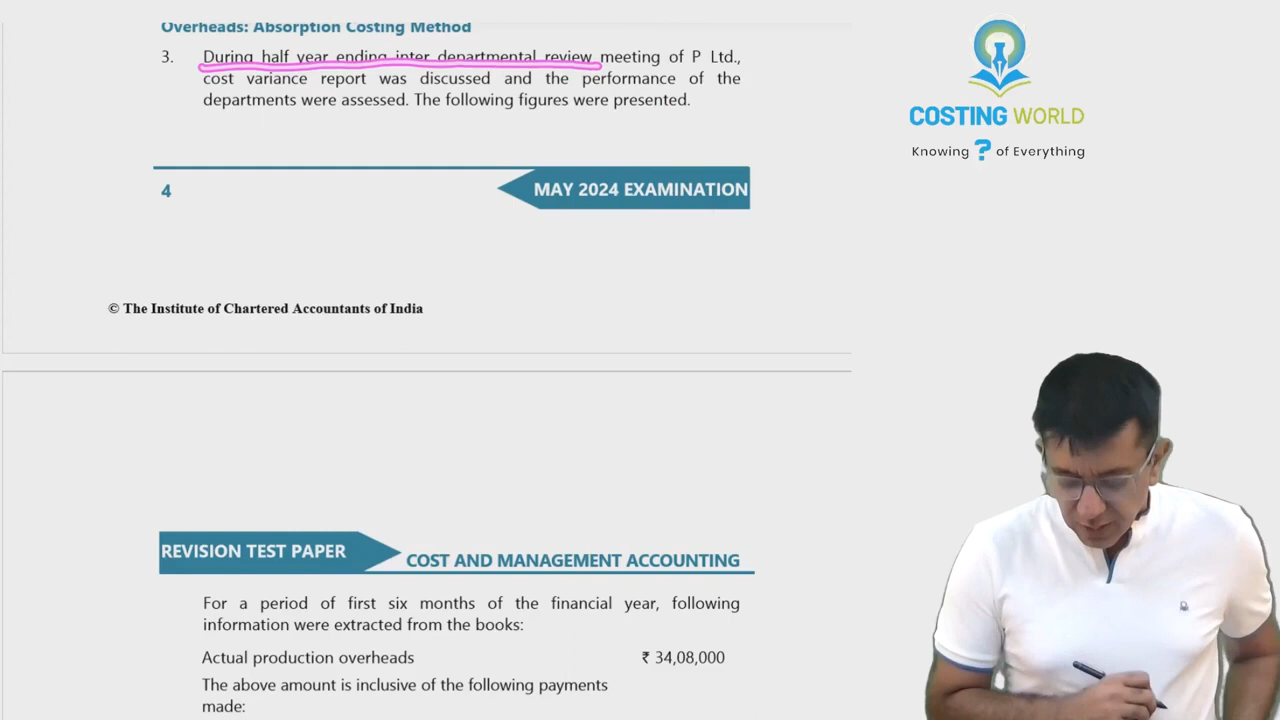 Overheads: Absorption Costing Method
3. During half year ending inter departmental review meeting of P Ltd.,
cost variance report was discussed and the performance of the
departments were assessed. The following figures were presented.
4
MAY 2024 EXAMINATION
© The Institute of Chartered Accountants of India
REVISION TEST PAPER
COST AND MANAGEMENT ACCOUNTING
For a period of first six months of the financial year, following
information were extracted from the books:
Actual production overheads ₹ 34,08,000
The above amount is inclusive of the following payments
made:
COSTING WORLD
Knowing ? of Everything